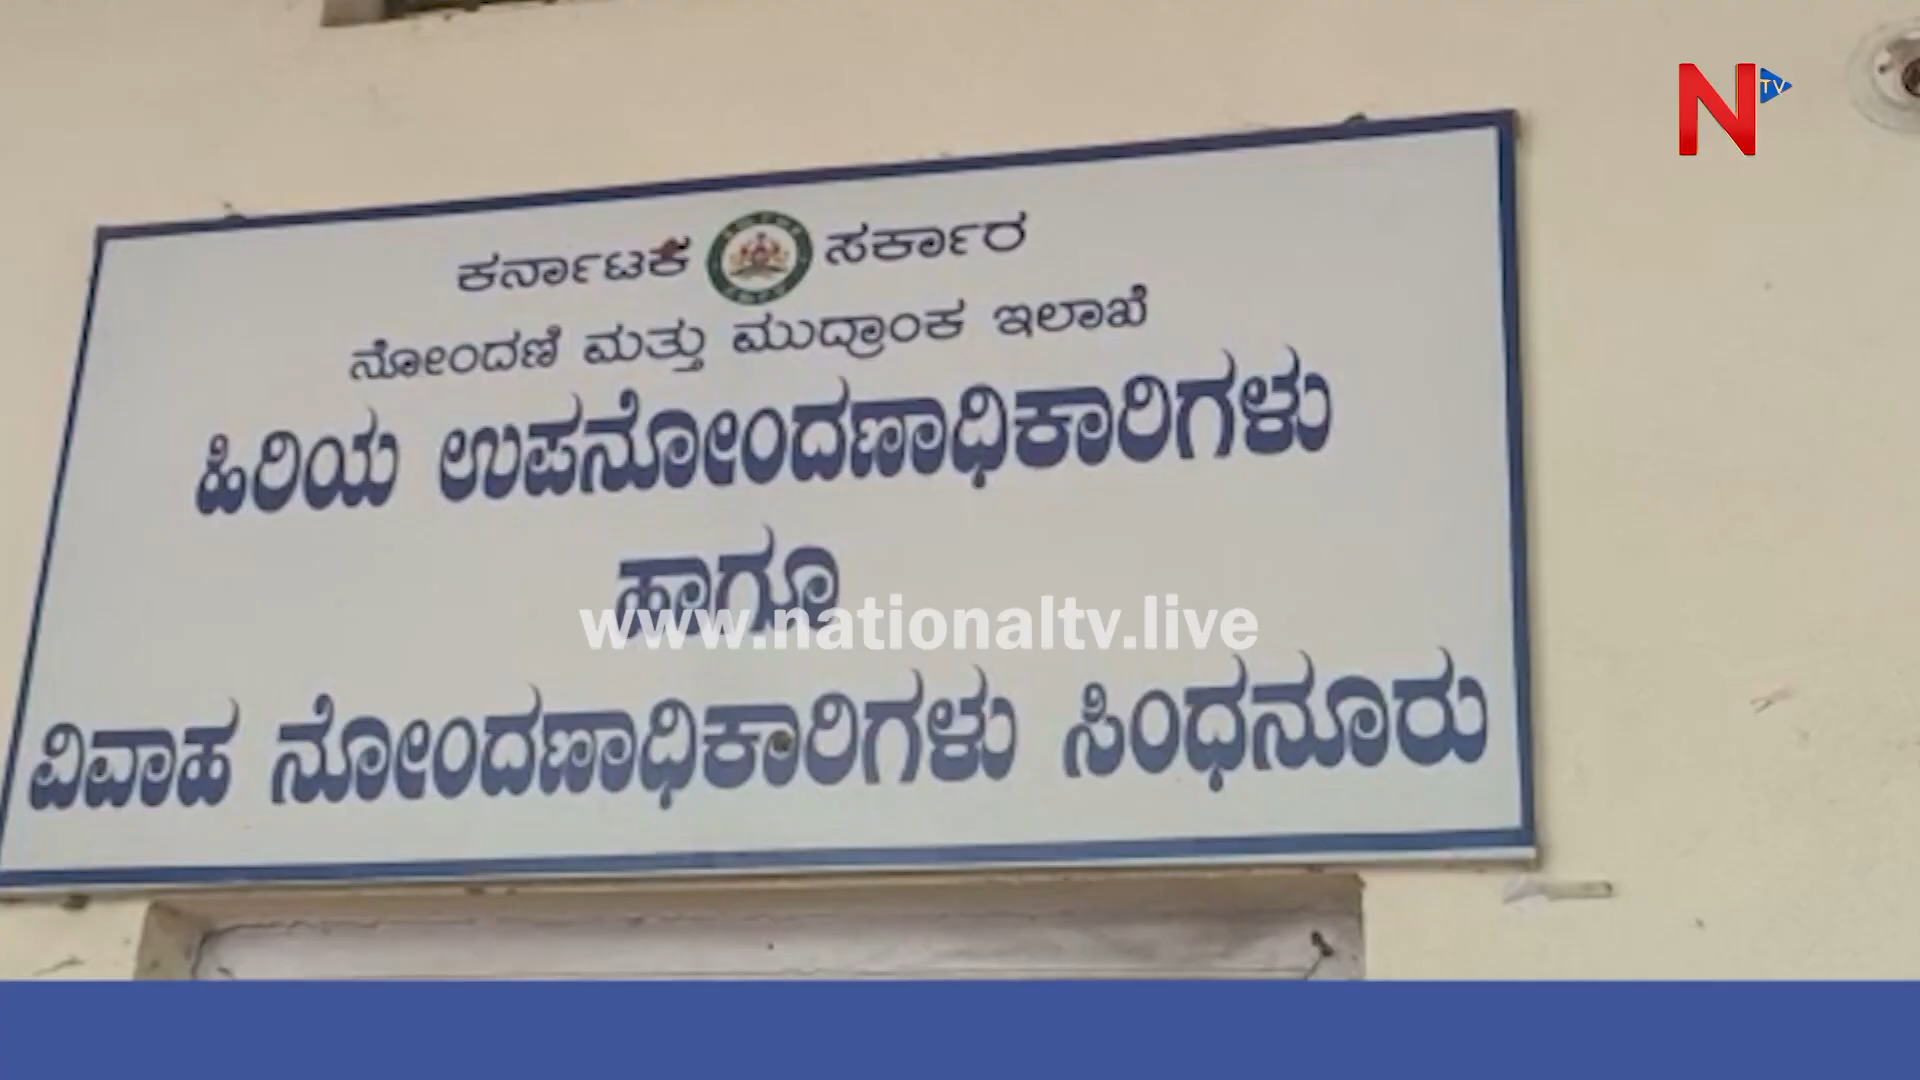 N TV
ಕರ್ನಾಟಕ ಸರ್ಕಾರ
ನೋಂದಣಿ ಮತ್ತು ಮುದ್ರಾಂಕ ಇಲಾಖೆ
ಹಿರಿಯ ಉಪನೋಂದಣಾಧಿಕಾರಿಗಳು
ಹಾಗೂ
www.nationaltv.live
ವಿವಾಹ ನೋಂದಣಾಧಿಕಾರಿಗಳು ಸಿಂಧನೂರು